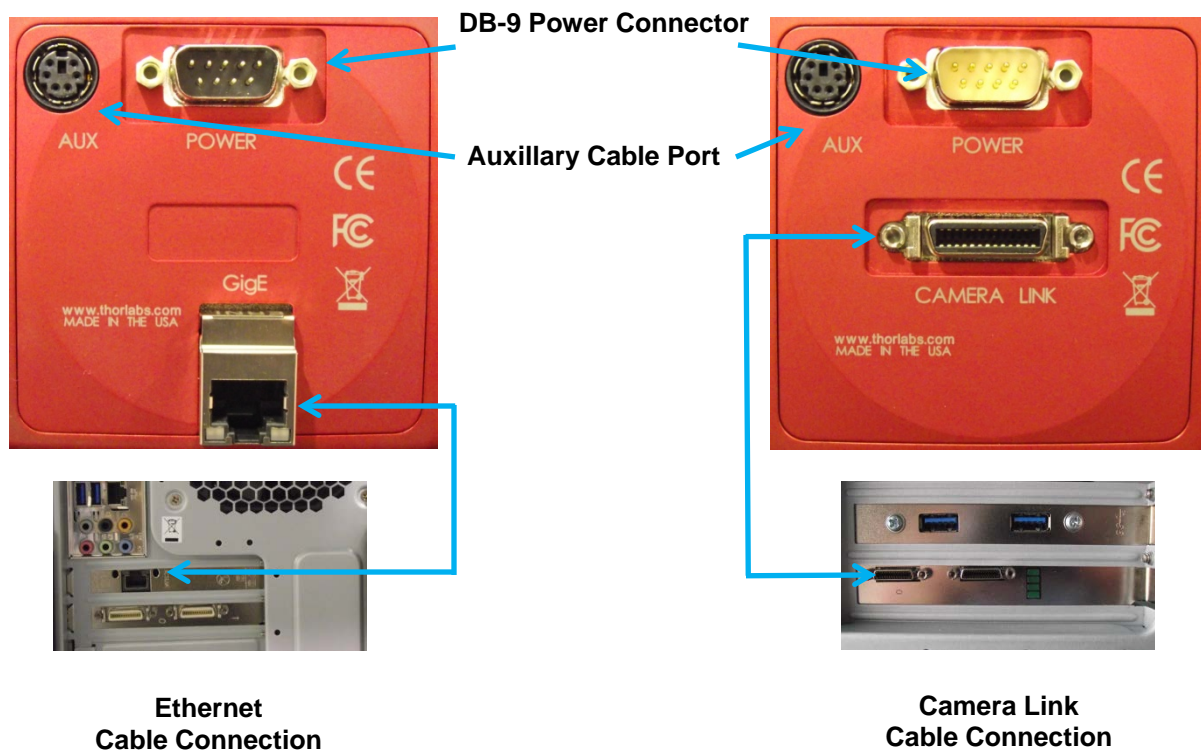 DB-9 Power Connector
AUX
POWER
AUX
POWER
Auxillary Cable Port
CE
FC
CE
FC
GigE
CAMERA LINK
www.thorlabs.com
MADE IN THE USA
www.thorlabs.com
MADE IN THE USA
Ethernet
Cable Connection
Camera Link
Cable Connection